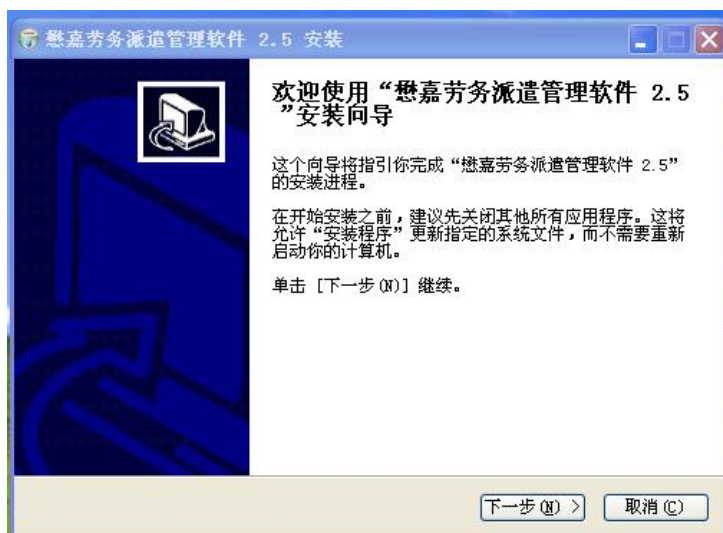 懋嘉劳务派遣管理软件 2.5 安装
欢迎使用“懋嘉劳务派遣管理软件 2.5
”安装向导
这个向导将指引你完成“懋嘉劳务派遣管理软件 2.5”
的安装进程。
在开始安装之前，建议先关闭其他所有应用程序。这将
允许“安装程序”更新指定的系统文件，而不需要重新
启动你的计算机。
单击 [下一步(N)] 继续。
下一步(N) >
取消(C)